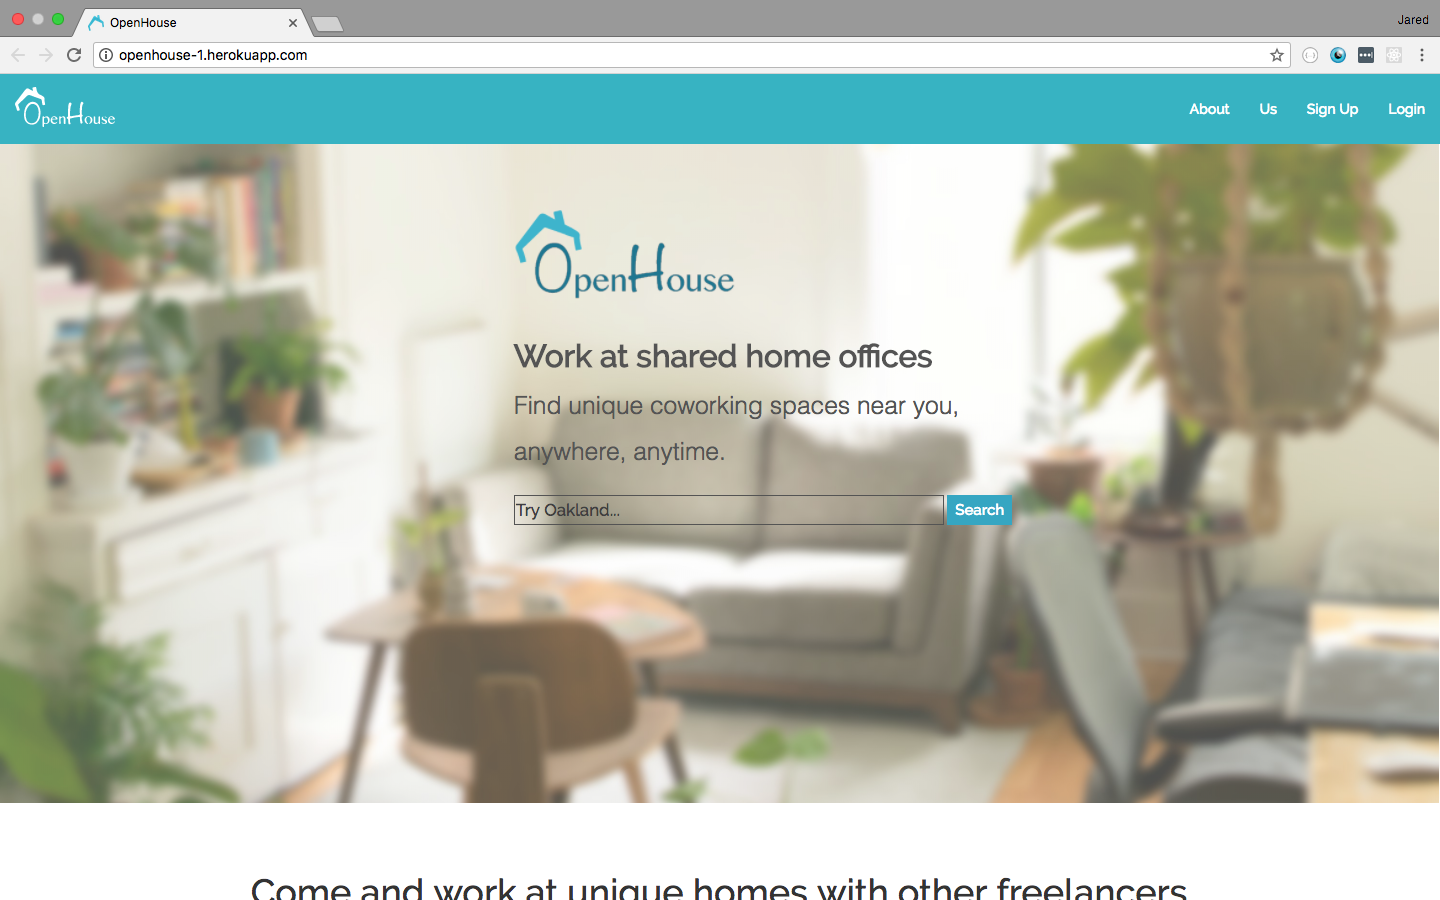 OpenHouse
Jared
openhouse-1.herokuapp.com
OpenHouse
About
Us
Sign Up
Login
OpenHouse
Work at shared home offices
Find unique coworking spaces near you,
anywhere, anytime.
Try Oakland...
Search
Come and work at unique homes with other freelancers